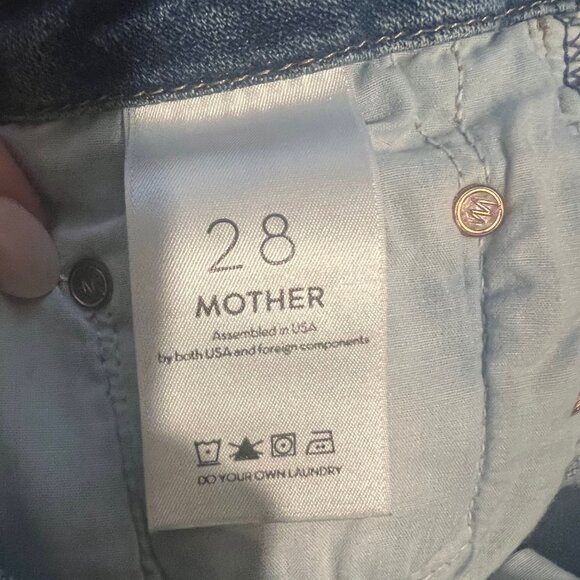 28
MOTHER
Assembled in USA
by both USA and foreign components
DO YOUR OWN LAUNDRY